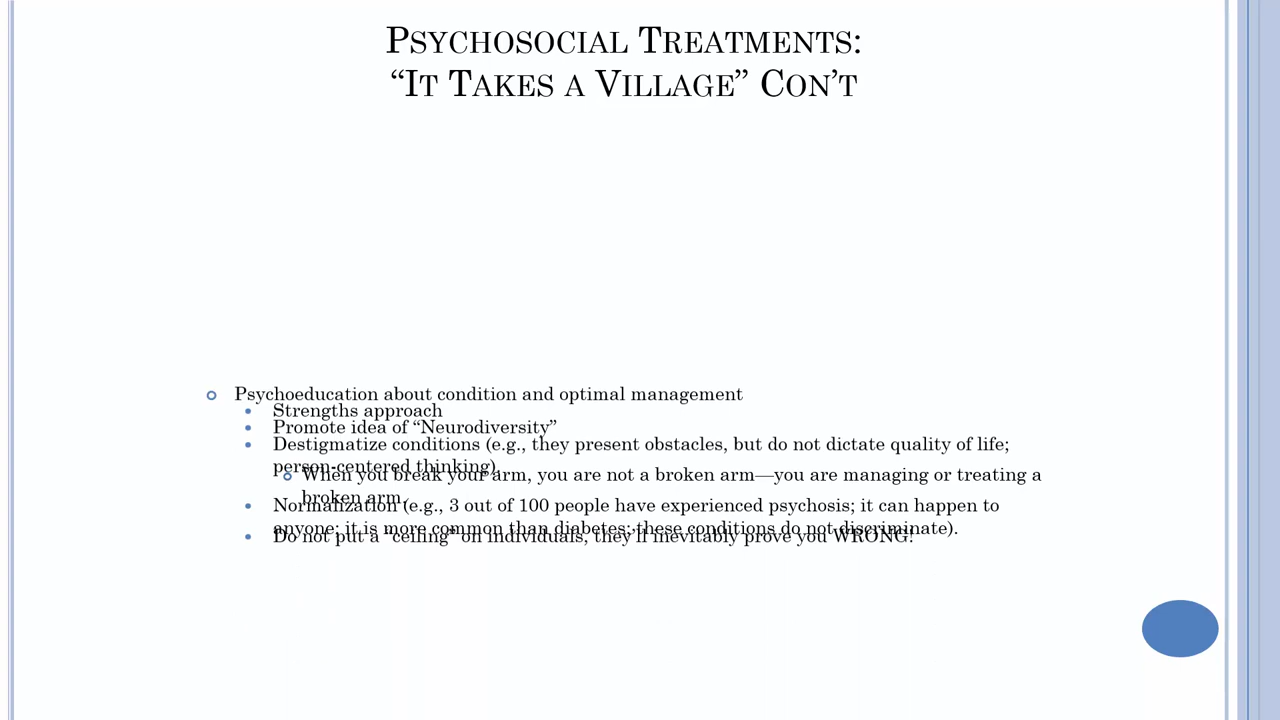 Psychosocial Treatments:
“It Takes a Village” Con’t
Psychoeducation about condition and optimal management
Strengths approach
Promote idea of “Neurodiversity”
Destigmatize conditions (e.g., they present obstacles, but do not dictate quality of life;
person-centered thinking).
When you break your arm, you are not a broken arm—you are managing or treating a
broken arm.
Normalization (e.g., 3 out of 100 people have experienced psychosis; it can happen to
anyone; it is more common than diabetes; these conditions do not discriminate).
Do not put a “ceiling” on individuals, they’ll inevitably prove you WRONG!